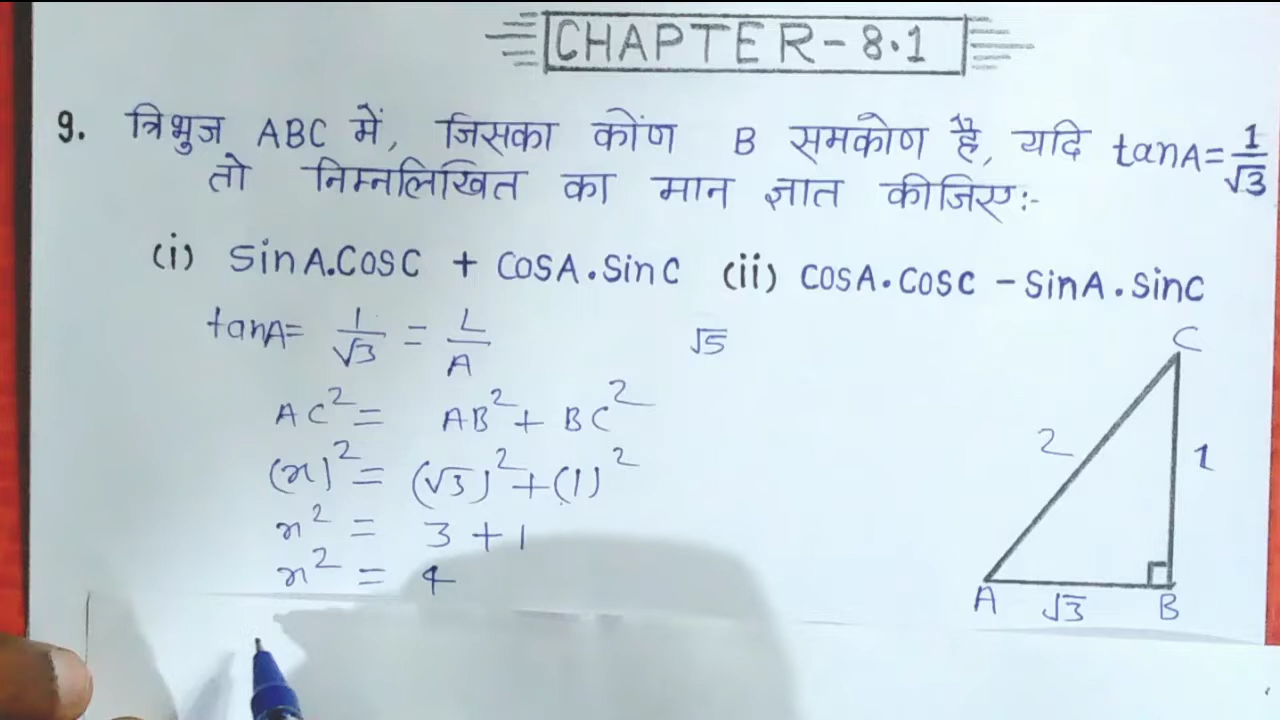 CHAPTER-8.1
9. त्रिभुज ABC में, जिसका कोंण B समकोण है, यदि tanA = 1/√3
तो निम्नलिखित का मान ज्ञात कीजिए:-
(i) sinA.cosC + cosA.sinC (ii) cosA.cosC - sinA.sinC
tanA = 1/√3 = L/A
√5
AC² = AB² + BC²
(x)² = (√3)² + (1)²
x² = 3 + 1
x² = 4
C
2
1
A √3 B